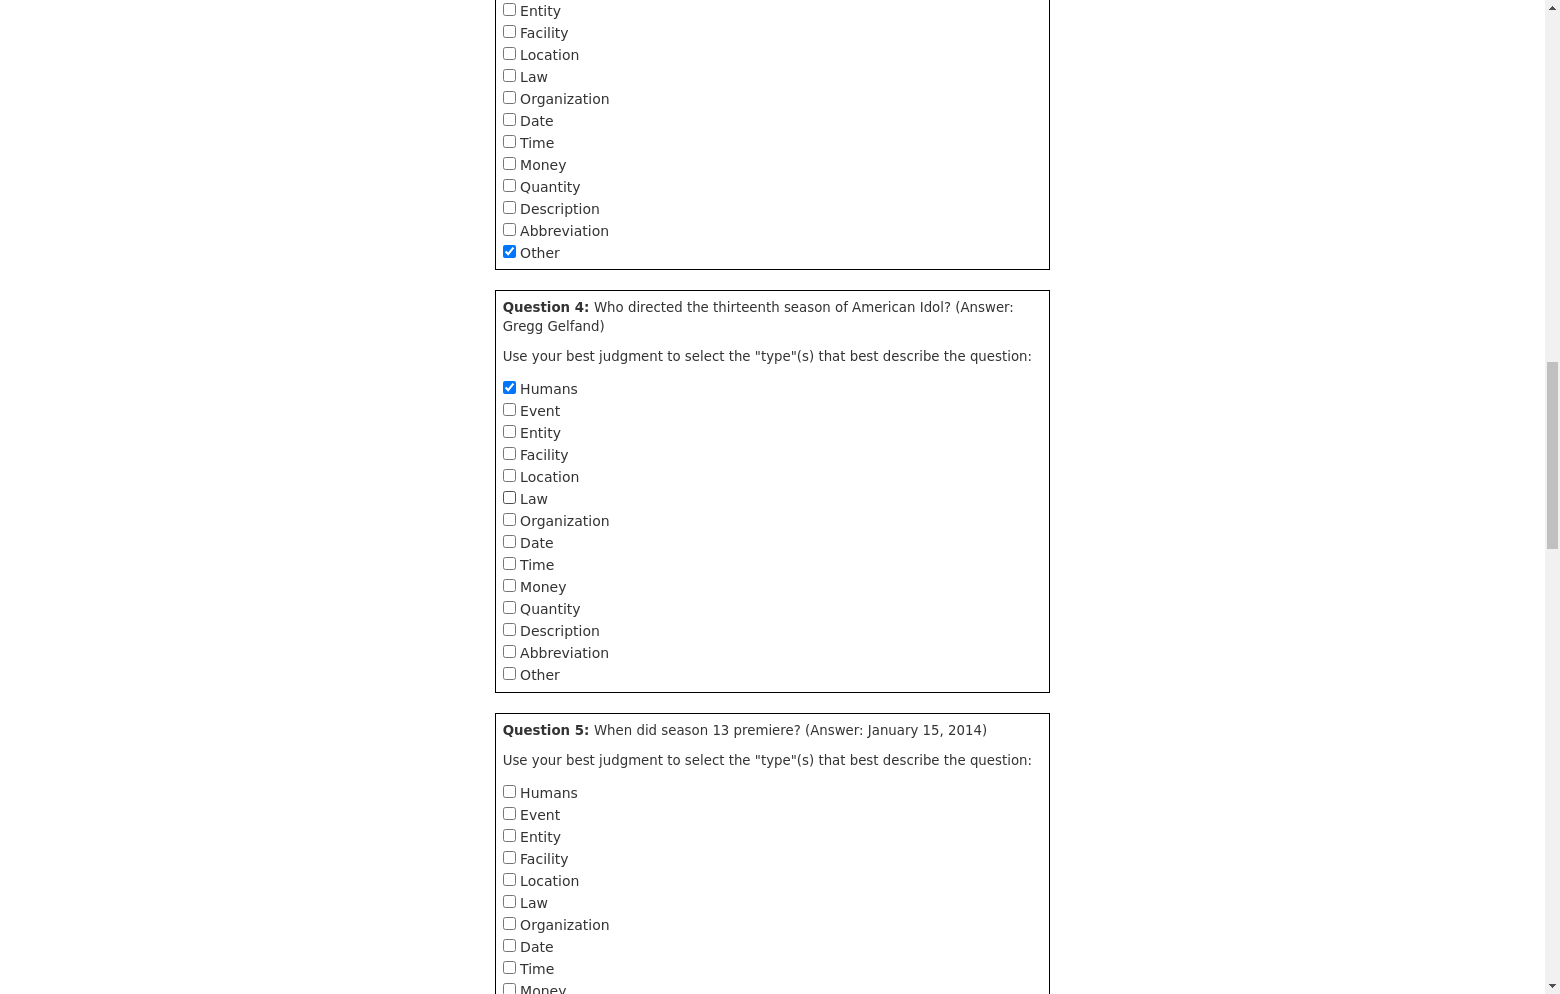 Entity
Facility
Location
Law
Organization
Date
Time
Money
Quantity
Description
Abbreviation
Other
Question 4: Who directed the thirteenth season of American Idol? (Answer:
Gregg Gelfand)
Use your best judgment to select the "type"(s) that best describe the question:
Humans
Event
Entity
Facility
Location
Law
Organization
Date
Time
Money
Quantity
Description
Abbreviation
Other
Question 5: When did season 13 premiere? (Answer: January 15, 2014)
Use your best judgment to select the "type"(s) that best describe the question:
Humans
Event
Entity
Facility
Location
Law
Organization
Date
Time
Money